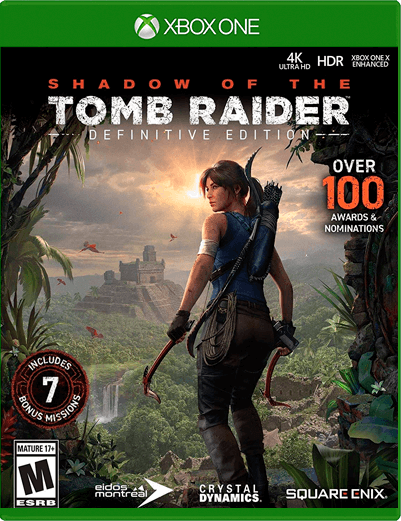 XBOX ONE
4K
ULTRA HD
HDR
XBOX ONE X
ENHANCED
SHADOW OF THE
TOMB RAIDER
DEFINITIVE EDITION
OVER
100
AWARDS &
NOMINATIONS
INCLUDES
7
BONUS MISSIONS
MATURE 17+
M
ESRB
eidos
montréal
CRYSTAL
DYNAMICS.
SQUARE ENIX.